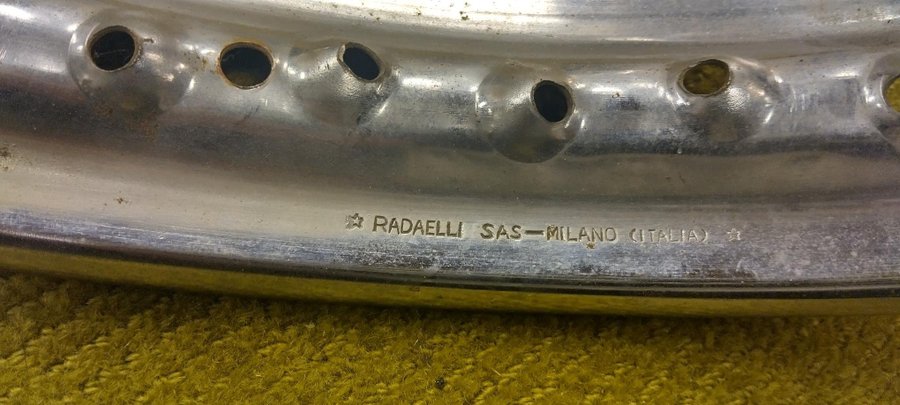 ☆ RADAELLI SAS—MILANO (ITALIA) ☆